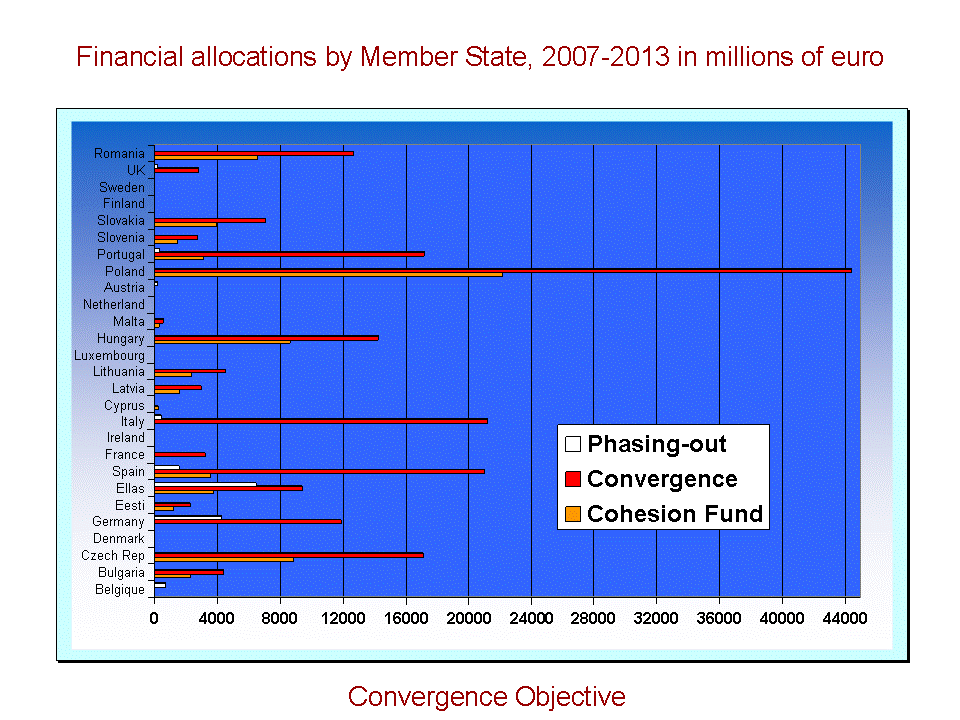 Financial allocations by Member State, 2007-2013 in millions of euro
Romania
UK
Sweden
Finland
Slovakia
Slovenia
Portugal
Poland
Austria
Netherland
Malta
Hungary
Luxembourg
Lithuania
Latvia
Cyprus
Italy
Ireland
France
Spain
Ellas
Eesti
Germany
Denmark
Czech Rep
Bulgaria
Belgique
Phasing-out
Convergence
Cohesion Fund
0 4000 8000 12000 16000 20000 24000 28000 32000 36000 40000 44000
Convergence Objective